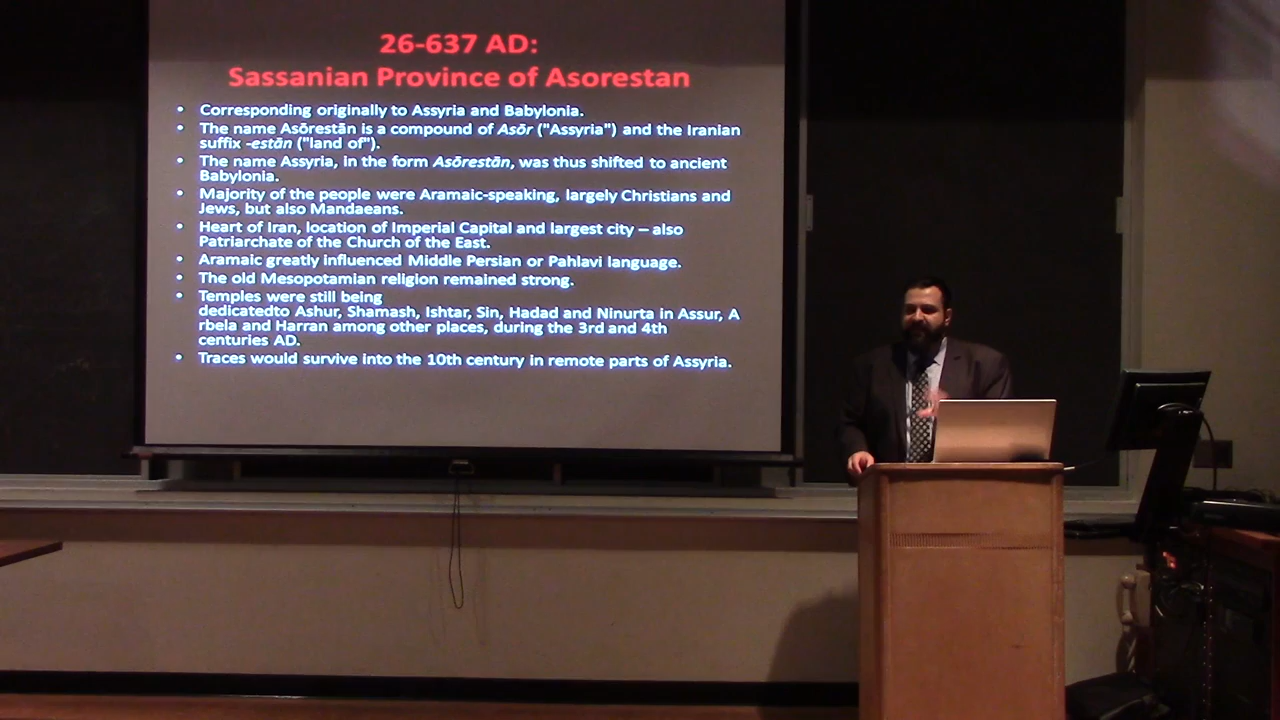 26-637 AD:
Sassanian Province of Asorestan
• Corresponding originally to Assyria and Babylonia.
• The name Asōrestān is a compound of Asōr ("Assyria") and the Iranian
suffix -estān ("land of").
• The name Assyria, in the form Asōrestān, was thus shifted to ancient
Babylonia.
• Majority of the people were Aramaic-speaking, largely Christians and
Jews, but also Mandaeans.
• Heart of Iran, location of Imperial Capital and largest city – also
Patriarchate of the Church of the East.
• Aramaic greatly influenced Middle Persian or Pahlavi language.
• The old Mesopotamian religion remained strong.
• Temples were still being
dedicatedto Ashur, Shamash, Ishtar, Sin, Hadad and Ninurta in Assur, A
rbela and Harran among other places, during the 3rd and 4th
centuries AD.
• Traces would survive into the 10th century in remote parts of Assyria.